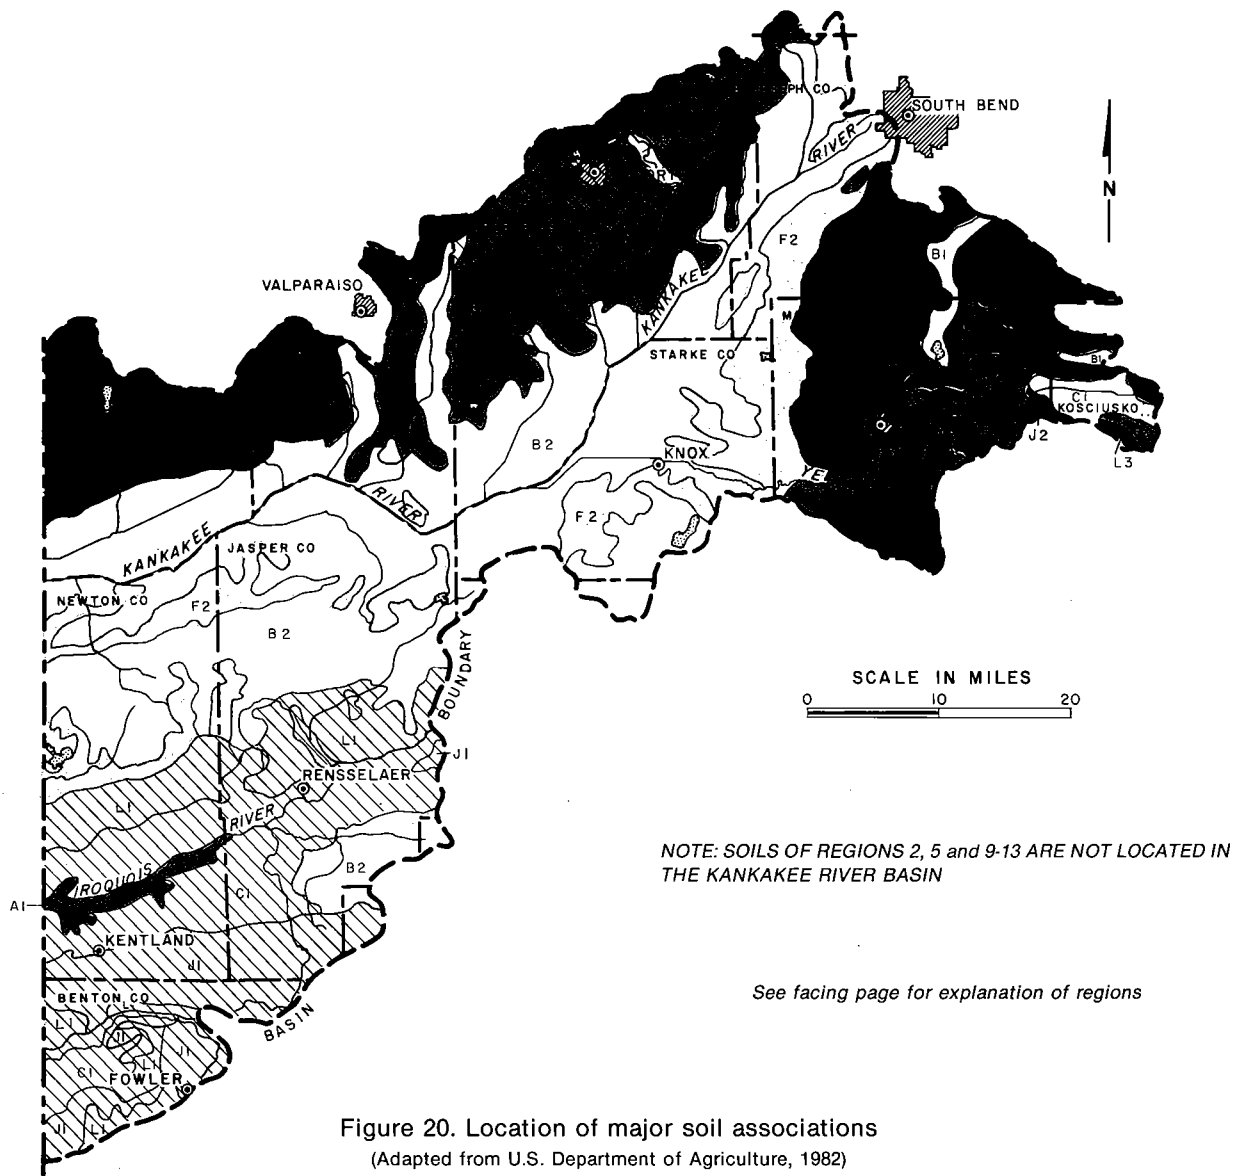 PH CO
SOUTH BEND
RIVER
N
F2
B1
VALPARAISO
KANKAKEE
M
STARKE CO
B1
C1
KOSCIUSKO
J2
L3
B2
KNOX
YE
RIVER
F2
KANKAKEE
JASPER CO
NEWTON CO
F2
B2
BOUNDARY
SCALE IN MILES
0 10 20
L1
J1
RENSSELAER
L1
RIVER
NOTE: SOILS OF REGIONS 2, 5 and 9-13 ARE NOT LOCATED IN
THE KANKAKEE RIVER BASIN
B2
IROQUOIS
C1
A1
KENTLAND
J1
See facing page for explanation of regions
BENTON CO
L1
L1
J1
J1
L1
C1
FOWLER
BASIN
J1
L1
Figure 20. Location of major soil associations
(Adapted from U.S. Department of Agriculture, 1982)